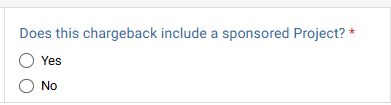 Does this chargeback include a sponsored Project? *
Yes
No